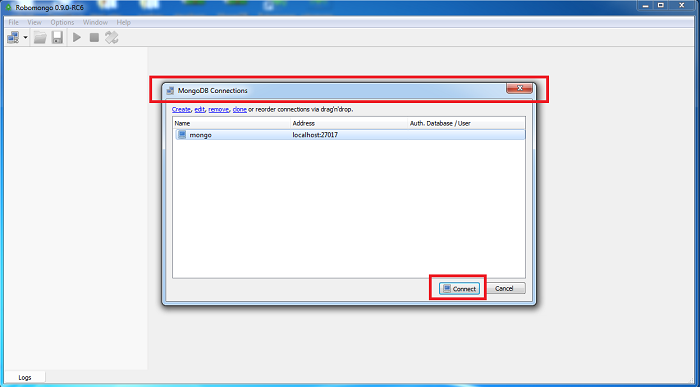 Robomongo 0.9.0-RC6
File View Options Window Help
MongoDB Connections
Create, edit, remove, clone or reorder connections via drag'n'drop.
Name Address Auth. Database / User
mongo localhost:27017
Connect Cancel
Logs